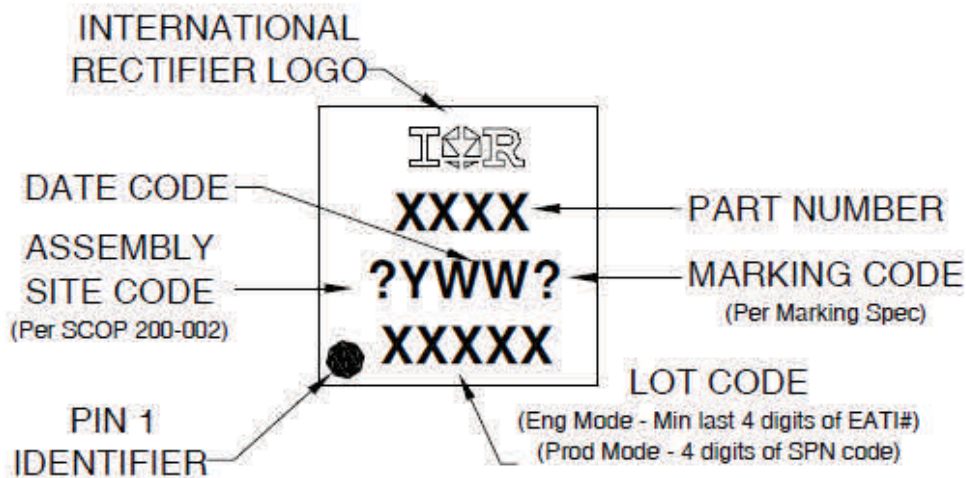 INTERNATIONAL
RECTIFIER LOGO
IOR
DATE CODE
XXXX
PART NUMBER
ASSEMBLY
SITE CODE
(Per SCOP 200-002)
?YWW?
MARKING CODE
(Per Marking Spec)
XXXXX
PIN 1
IDENTIFIER
LOT CODE
(Eng Mode - Min last 4 digits of EATI#)
(Prod Mode - 4 digits of SPN code)